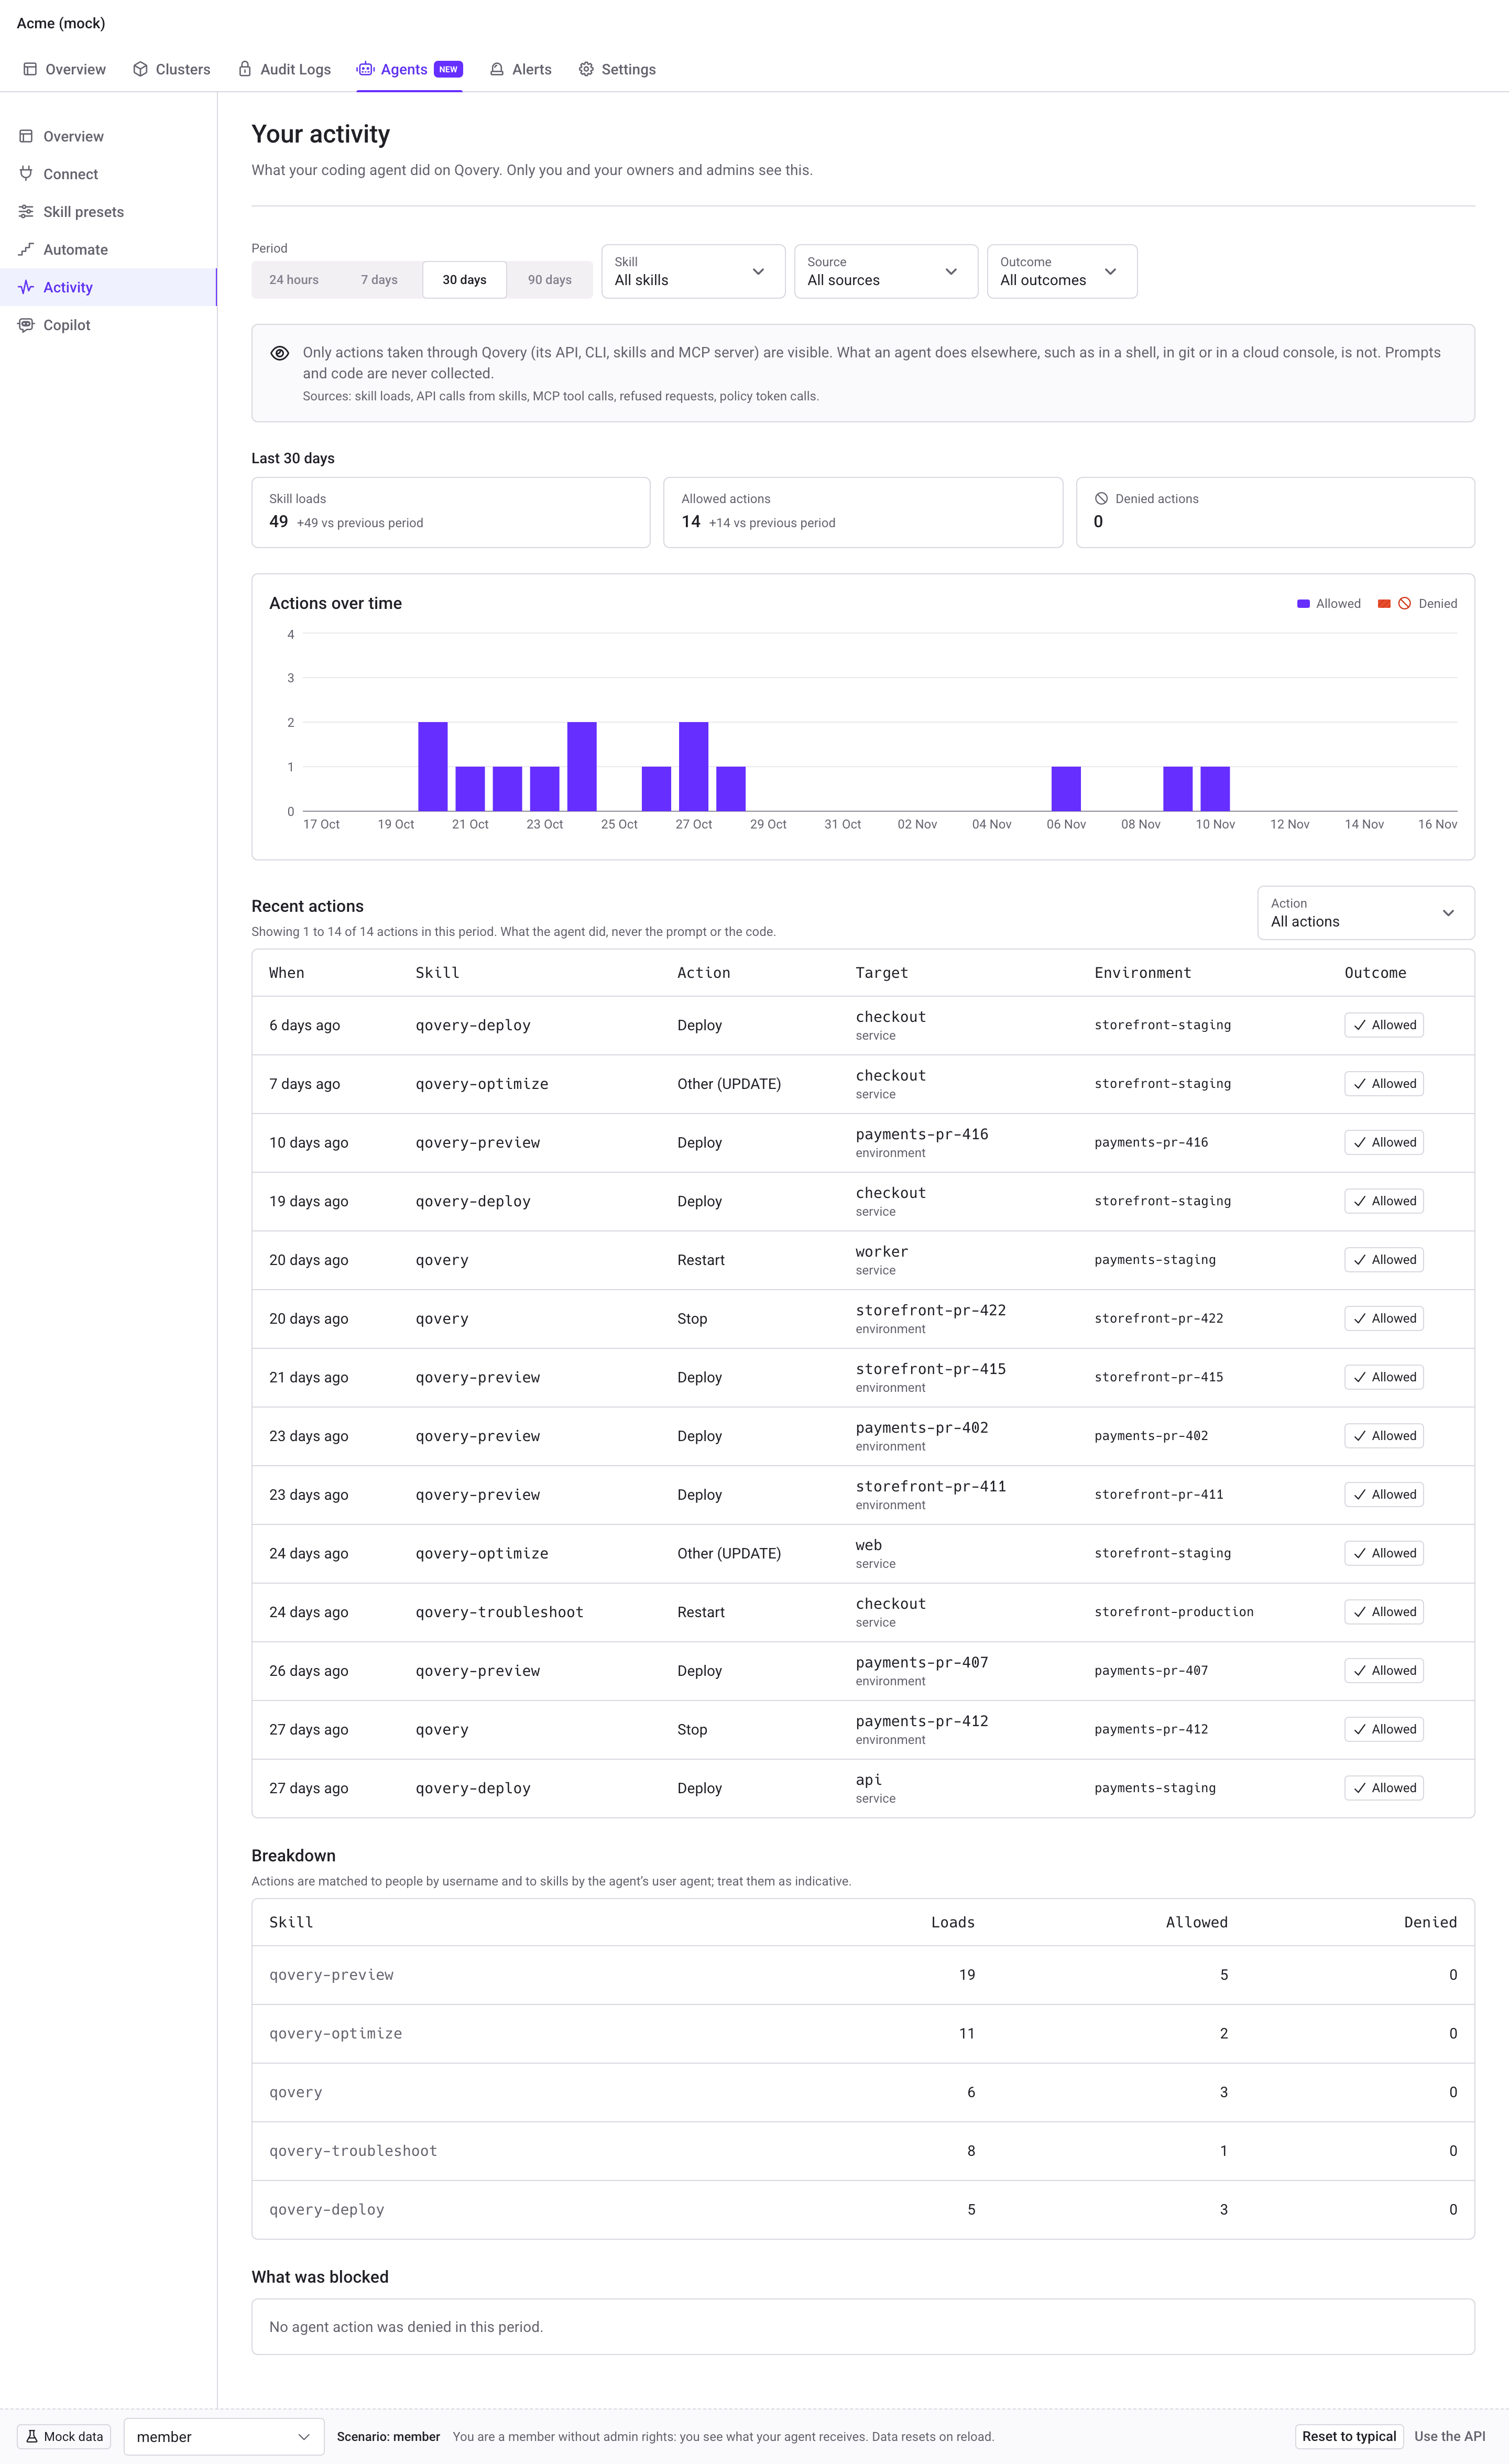 Acme (mock)
Overview
Clusters
Audit Logs
Agents NEW
Alerts
Settings
Overview
Connect
Skill presets
Automate
Activity
Copilot
Your activity
What your coding agent did on Qovery. Only you and your owners and admins see this.
Period
24 hours 7 days 30 days 90 days
Skill
All skills
Source
All sources
Outcome
All outcomes
Only actions taken through Qovery (its API, CLI, skills and MCP server) are visible. What an agent does elsewhere, such as in a shell, in git or in a cloud console, is not. Prompts
and code are never collected.
Sources: skill loads, API calls from skills, MCP tool calls, refused requests, policy token calls.
Last 30 days
Skill loads
49 +49 vs previous period
Allowed actions
14 +14 vs previous period
Denied actions
0
Actions over time
Allowed Denied
4
3
2
1
0
17 Oct 19 Oct 21 Oct 23 Oct 25 Oct 27 Oct 29 Oct 31 Oct 02 Nov 04 Nov 06 Nov 08 Nov 10 Nov 12 Nov 14 Nov 16 Nov
Recent actions
Showing 1 to 14 of 14 actions in this period. What the agent did, never the prompt or the code.
Action
All actions
When Skill Action Target Environment Outcome
6 days ago qovery-deploy Deploy checkout storefront-staging Allowed
service
7 days ago qovery-optimize Other (UPDATE) checkout storefront-staging Allowed
service
10 days ago qovery-preview Deploy payments-pr-416 payments-pr-416 Allowed
environment
19 days ago qovery-deploy Deploy checkout storefront-staging Allowed
service
20 days ago qovery Restart worker payments-staging Allowed
service
20 days ago qovery Stop storefront-pr-422 storefront-pr-422 Allowed
environment
21 days ago qovery-preview Deploy storefront-pr-415 storefront-pr-415 Allowed
environment
23 days ago qovery-preview Deploy payments-pr-402 payments-pr-402 Allowed
environment
23 days ago qovery-preview Deploy storefront-pr-411 storefront-pr-411 Allowed
environment
24 days ago qovery-optimize Other (UPDATE) web storefront-staging Allowed
service
24 days ago qovery-troubleshoot Restart checkout storefront-production Allowed
service
26 days ago qovery-preview Deploy payments-pr-407 payments-pr-407 Allowed
environment
27 days ago qovery Stop payments-pr-412 payments-pr-412 Allowed
environment
27 days ago qovery-deploy Deploy api payments-staging Allowed
service
Breakdown
Actions are matched to people by username and to skills by the agent's user agent; treat them as indicative.
Skill Loads Allowed Denied
qovery-preview 19 5 0
qovery-optimize 11 2 0
qovery 6 3 0
qovery-troubleshoot 8 1 0
qovery-deploy 5 3 0
What was blocked
No agent action was denied in this period.
Mock data member Scenario: member You are a member without admin rights: you see what your agent receives. Data resets on reload. Reset to typical Use the API